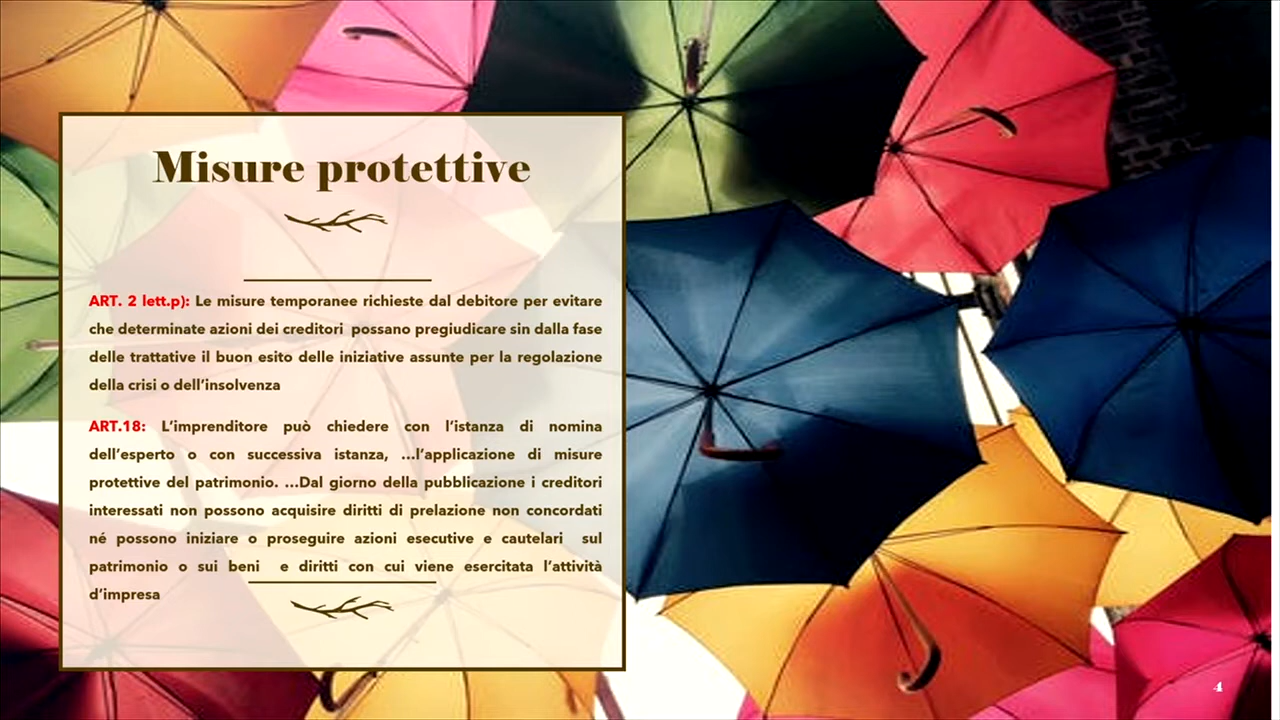 Misure protettive
ART. 2 lett.p): Le misure temporanee richieste dal debitore per evitare
che determinate azioni dei creditori possano pregiudicare sin dalla fase
delle trattative il buon esito delle iniziative assunte per la regolazione
della crisi o dell’insolvenza
ART.18: L’imprenditore può chiedere con l’istanza di nomina
dell’esperto o con successiva istanza, …l’applicazione di misure
protettive del patrimonio. …Dal giorno della pubblicazione i creditori
interessati non possono acquisire diritti di prelazione non concordati
né possono iniziare o proseguire azioni esecutive e cautelari sul
patrimonio o sui beni e diritti con cui viene esercitata l’attività
d’impresa
4